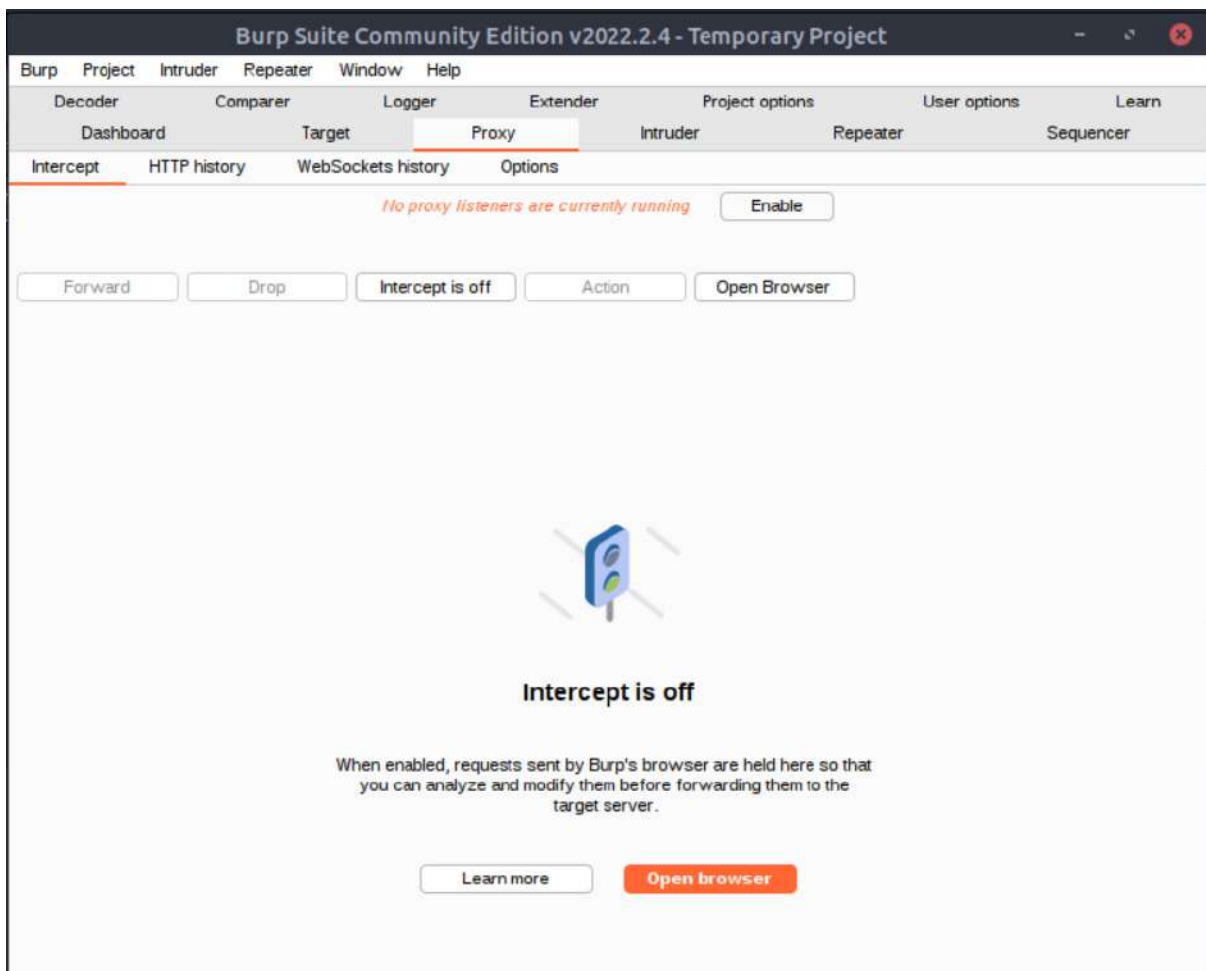 Burp Suite Community Edition v2022.2.4 - Temporary Project
Burp Project Intruder Repeater Window Help
Decoder Comparer Logger Extender Project options User options Learn
Dashboard Target Proxy Intruder Repeater Sequencer
Intercept HTTP history WebSockets history Options
No proxy listeners are currently running Enable
Forward Drop Intercept is off Action Open Browser
Intercept is off
When enabled, requests sent by Burp's browser are held here so that
you can analyze and modify them before forwarding them to the
target server.
Learn more Open browser